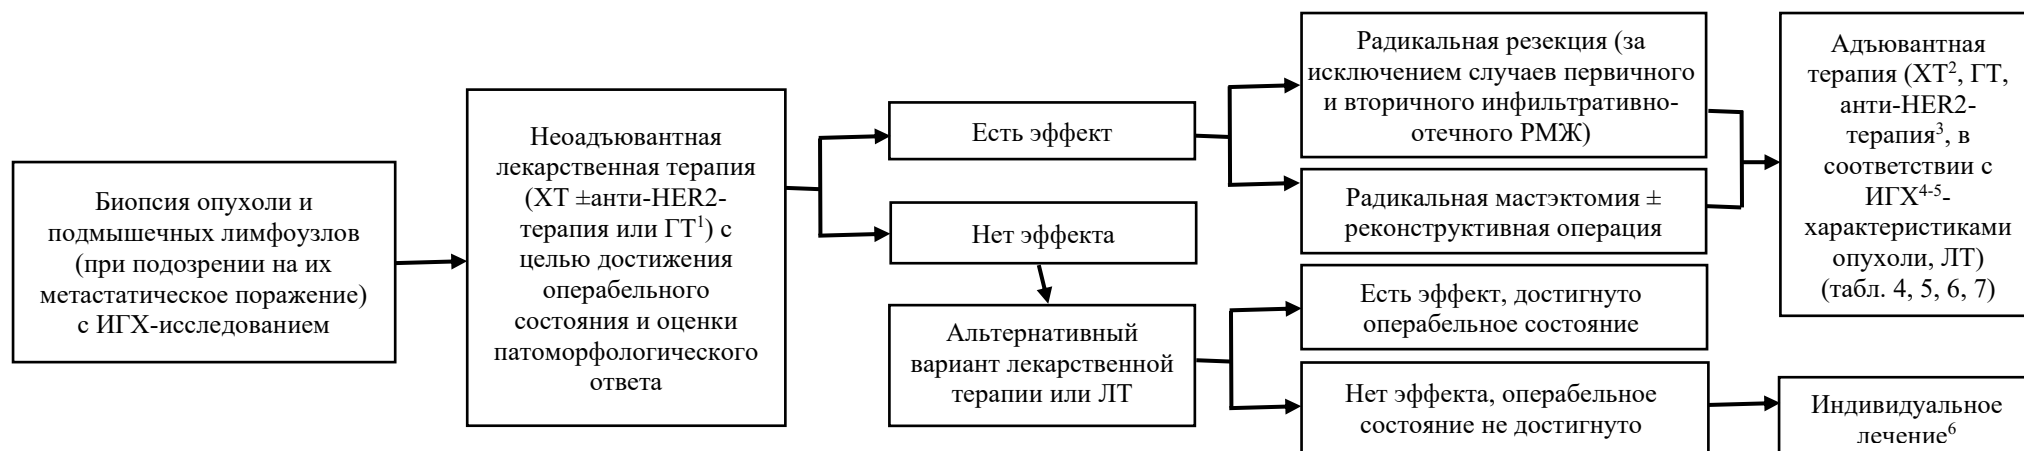 Биопсия опухоли и
подмышечных лимфоузлов
(при подозрении на их
метастатическое поражение)
с ИГХ-исследованием
Неоадъювантная
лекарственная терапия
(ХТ ±анти-HER2-
терапия или ГТ¹) с
целью достижения
операбельного
состояния и оценки
патоморфологического
ответа
Есть эффект
Нет эффекта
Альтернативный
вариант лекарственной
терапии или ЛТ
Радикальная резекция (за
исключением случаев первичного
и вторичного инфильтративно-
отечного РМЖ)
Радикальная мастэктомия ±
реконструктивная операция
Есть эффект, достигнуто
операбельное состояние
Нет эффекта, операбельное
состояние не достигнуто
Адъювантная
терапия (ХТ², ГТ,
анти-HER2-
терапия³, в
соответствии с
ИГХ⁴⁻⁵-
характеристиками
опухоли, ЛТ)
(табл. 4, 5, 6, 7)
Индивидуальное
лечение⁶